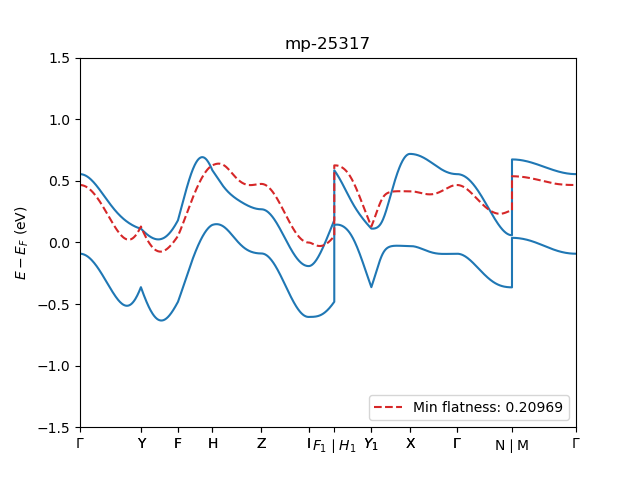 mp-25317
E − E_F (eV)
1.5
1.0
0.5
0.0
−0.5
−1.0
−1.5
Min flatness: 0.20969
Γ Y F H Z I F₁ | H₁ Y₁ X Γ N | M Γ